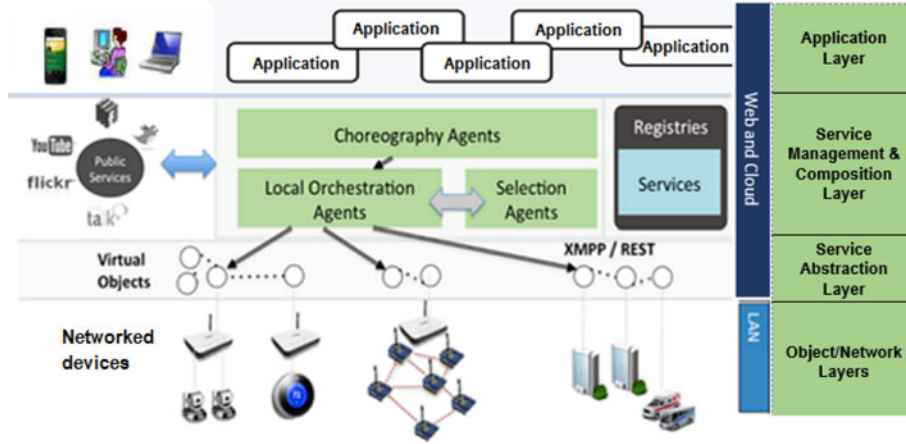 Application
Application
Application
Application
Application
Application
Layer
Web and Cloud
YouTube
flickr
talk
Public
Services
Choreography Agents
Local Orchestration
Agents
Selection
Agents
Registries
Services
Service
Management &
Composition
Layer
Virtual
Objects
XMPP / REST
Service
Abstraction
Layer
Networked
devices
LAN
Object/Network
Layers